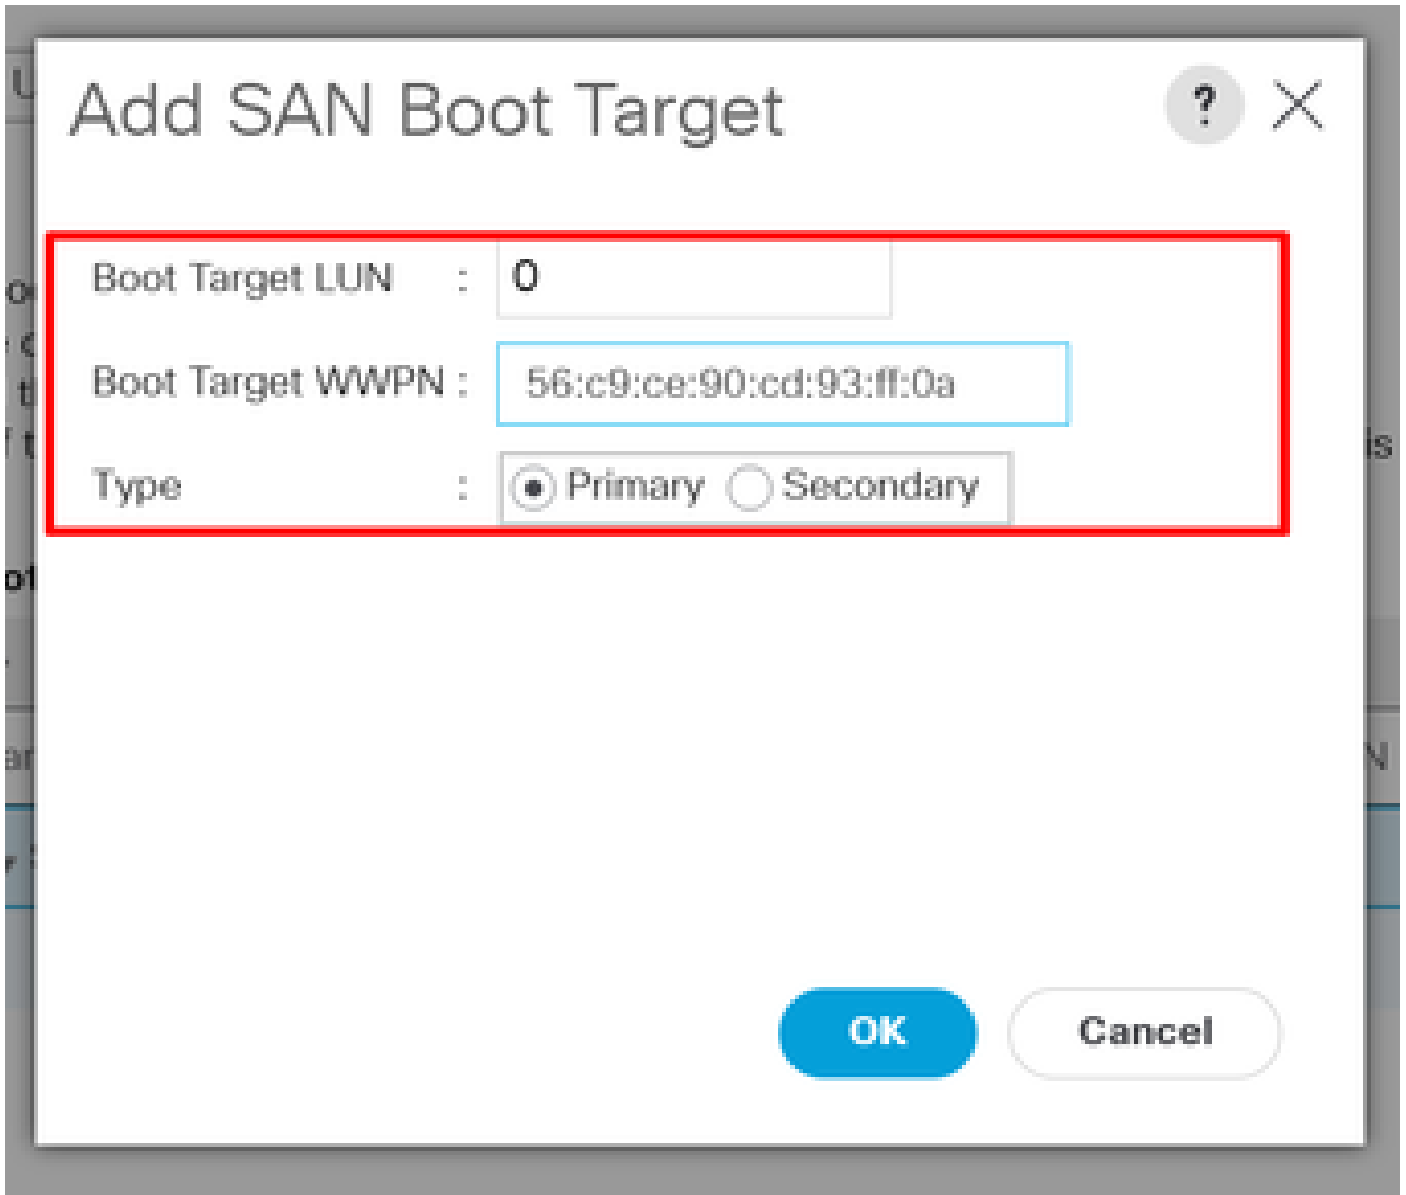 Add SAN Boot Target ? X
Boot Target LUN : 0
Boot Target WWPN : 56:c9:ce:90:cd:93:ff:0a
Type : Primary Secondary
is
N
OK Cancel